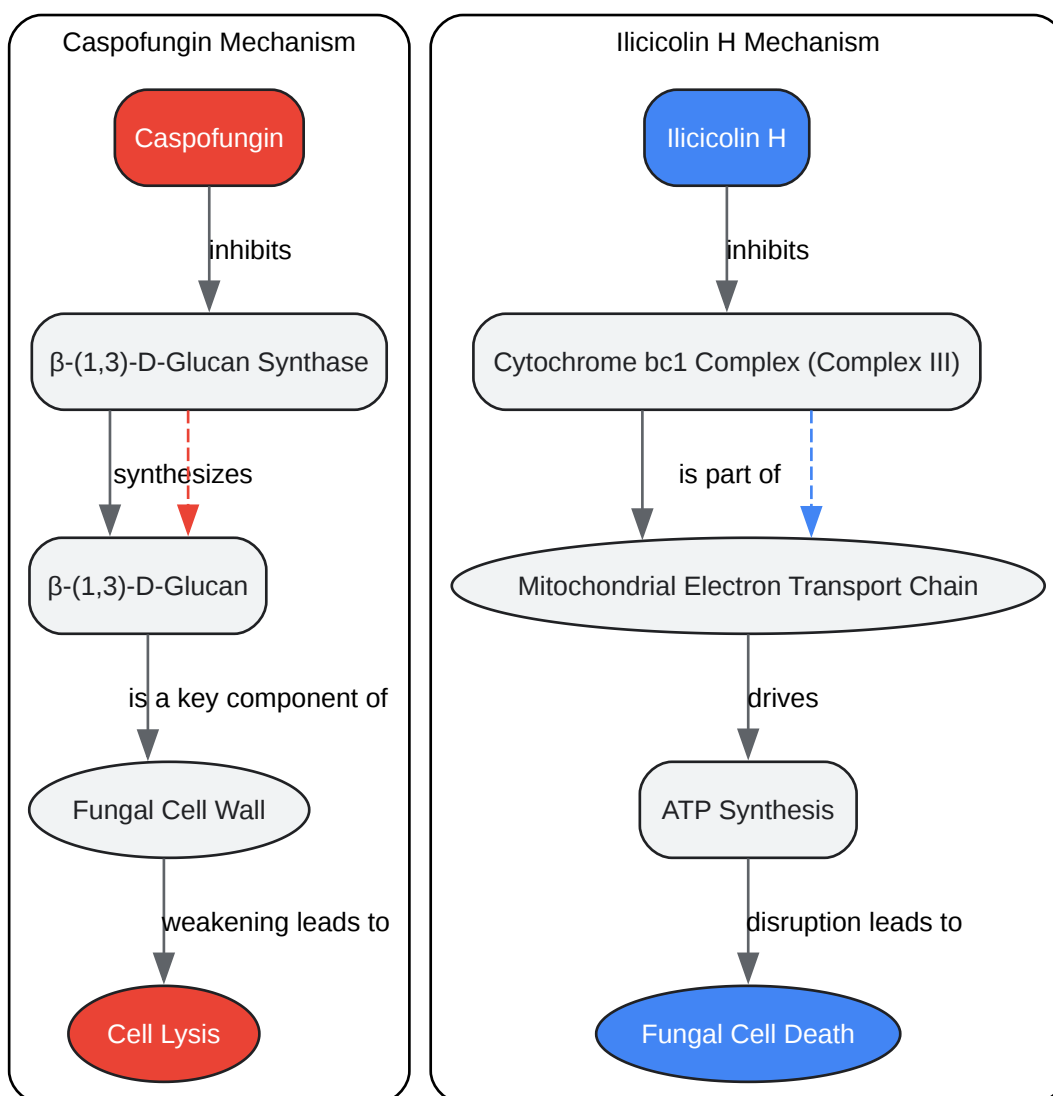 Caspofungin Mechanism
Caspofungin
inhibits
β-(1,3)-D-Glucan Synthase
synthesizes
β-(1,3)-D-Glucan
is a key component of
Fungal Cell Wall
weakening leads to
Cell Lysis
Ilicicolin H Mechanism
Ilicicolin H
inhibits
Cytochrome bc1 Complex (Complex III)
is part of
Mitochondrial Electron Transport Chain
drives
ATP Synthesis
disruption leads to
Fungal Cell Death